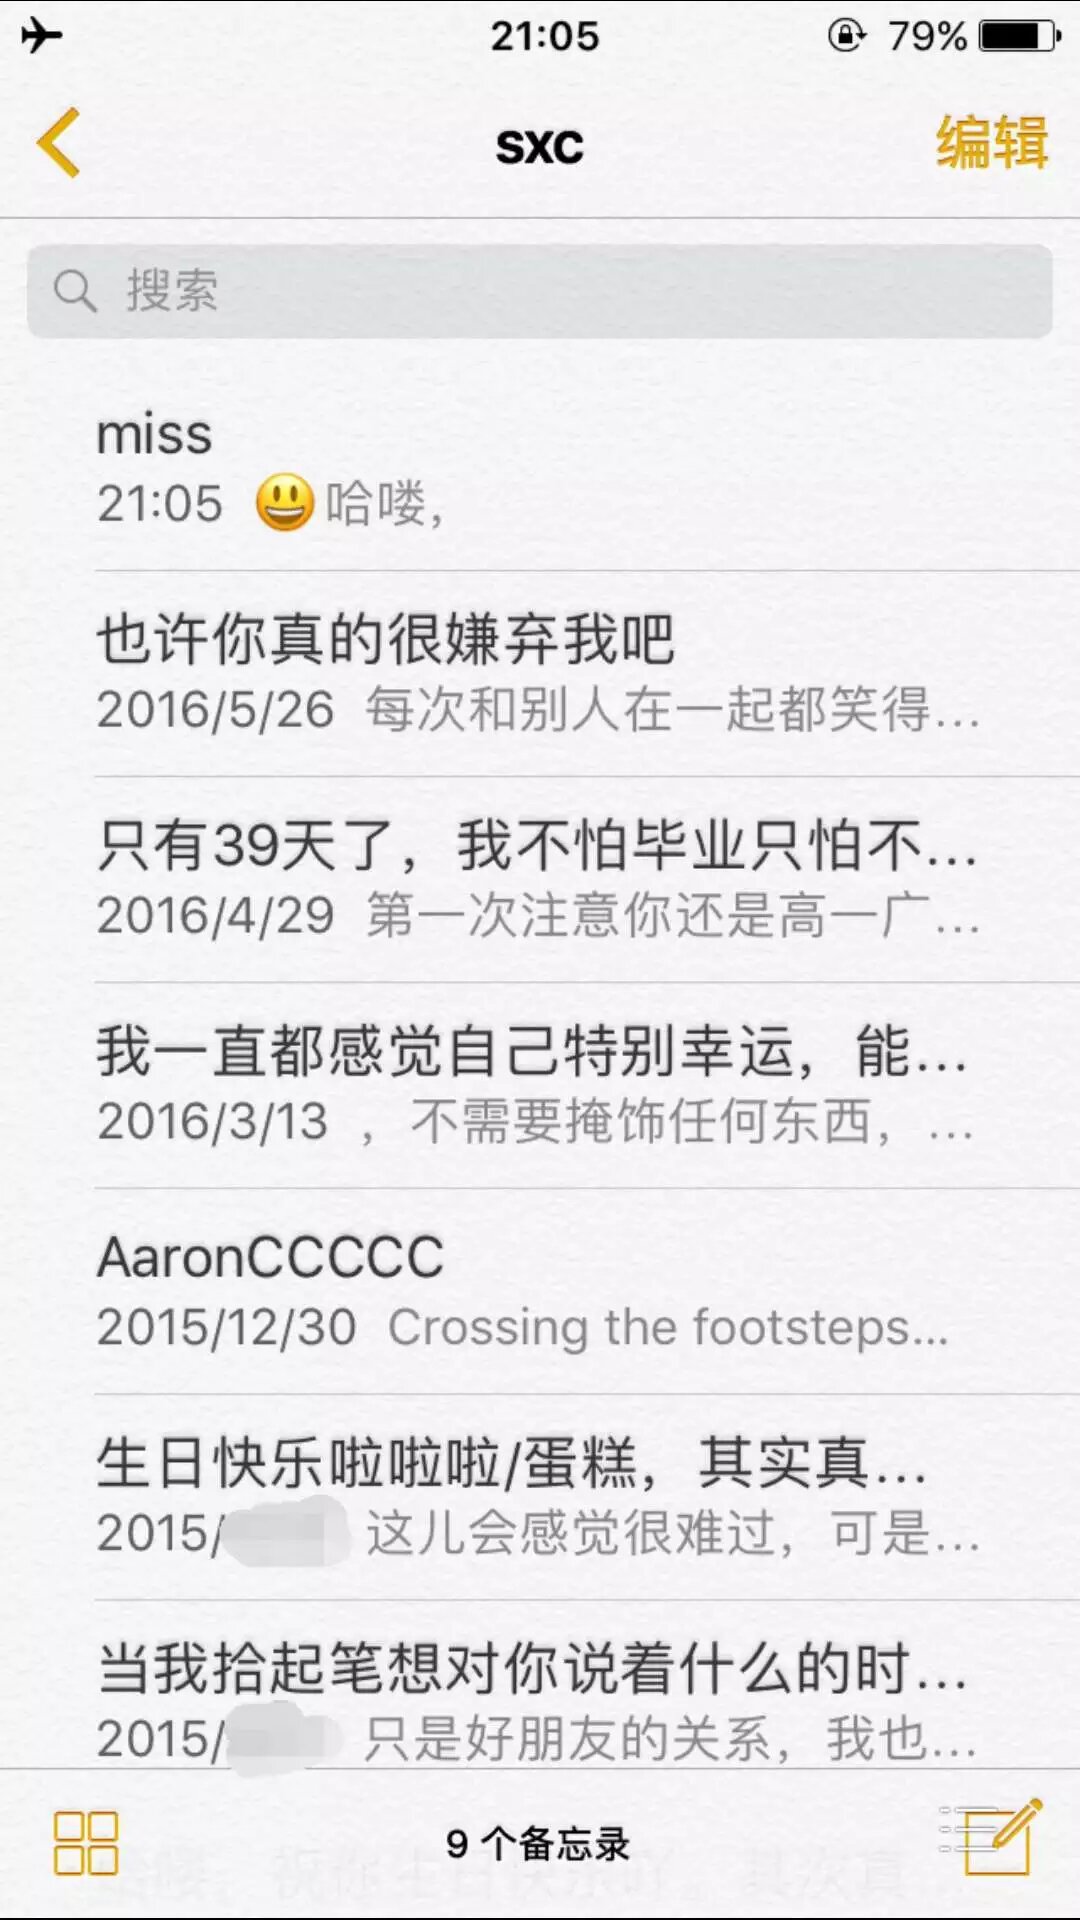 21:05
79%
SXC
编辑
搜索
miss
21:05 😃哈喽,
也许你真的很嫌弃我吧
2016/5/26 每次和别人在一起都笑得...
只有39天了，我不怕毕业只怕不...
2016/4/29 第一次注意你还是高一广...
我一直都感觉自己特别幸运，能...
2016/3/13 ，不需要掩饰任何东西，...
AaronCCCCC
2015/12/30 Crossing the footsteps...
生日快乐啦啦啦/蛋糕，其实真...
2015/ 这儿会感觉很难过，可是...
当我拾起笔想对你说着什么的时...
2015/ 只是好朋友的关系，我也...
9 个备忘录